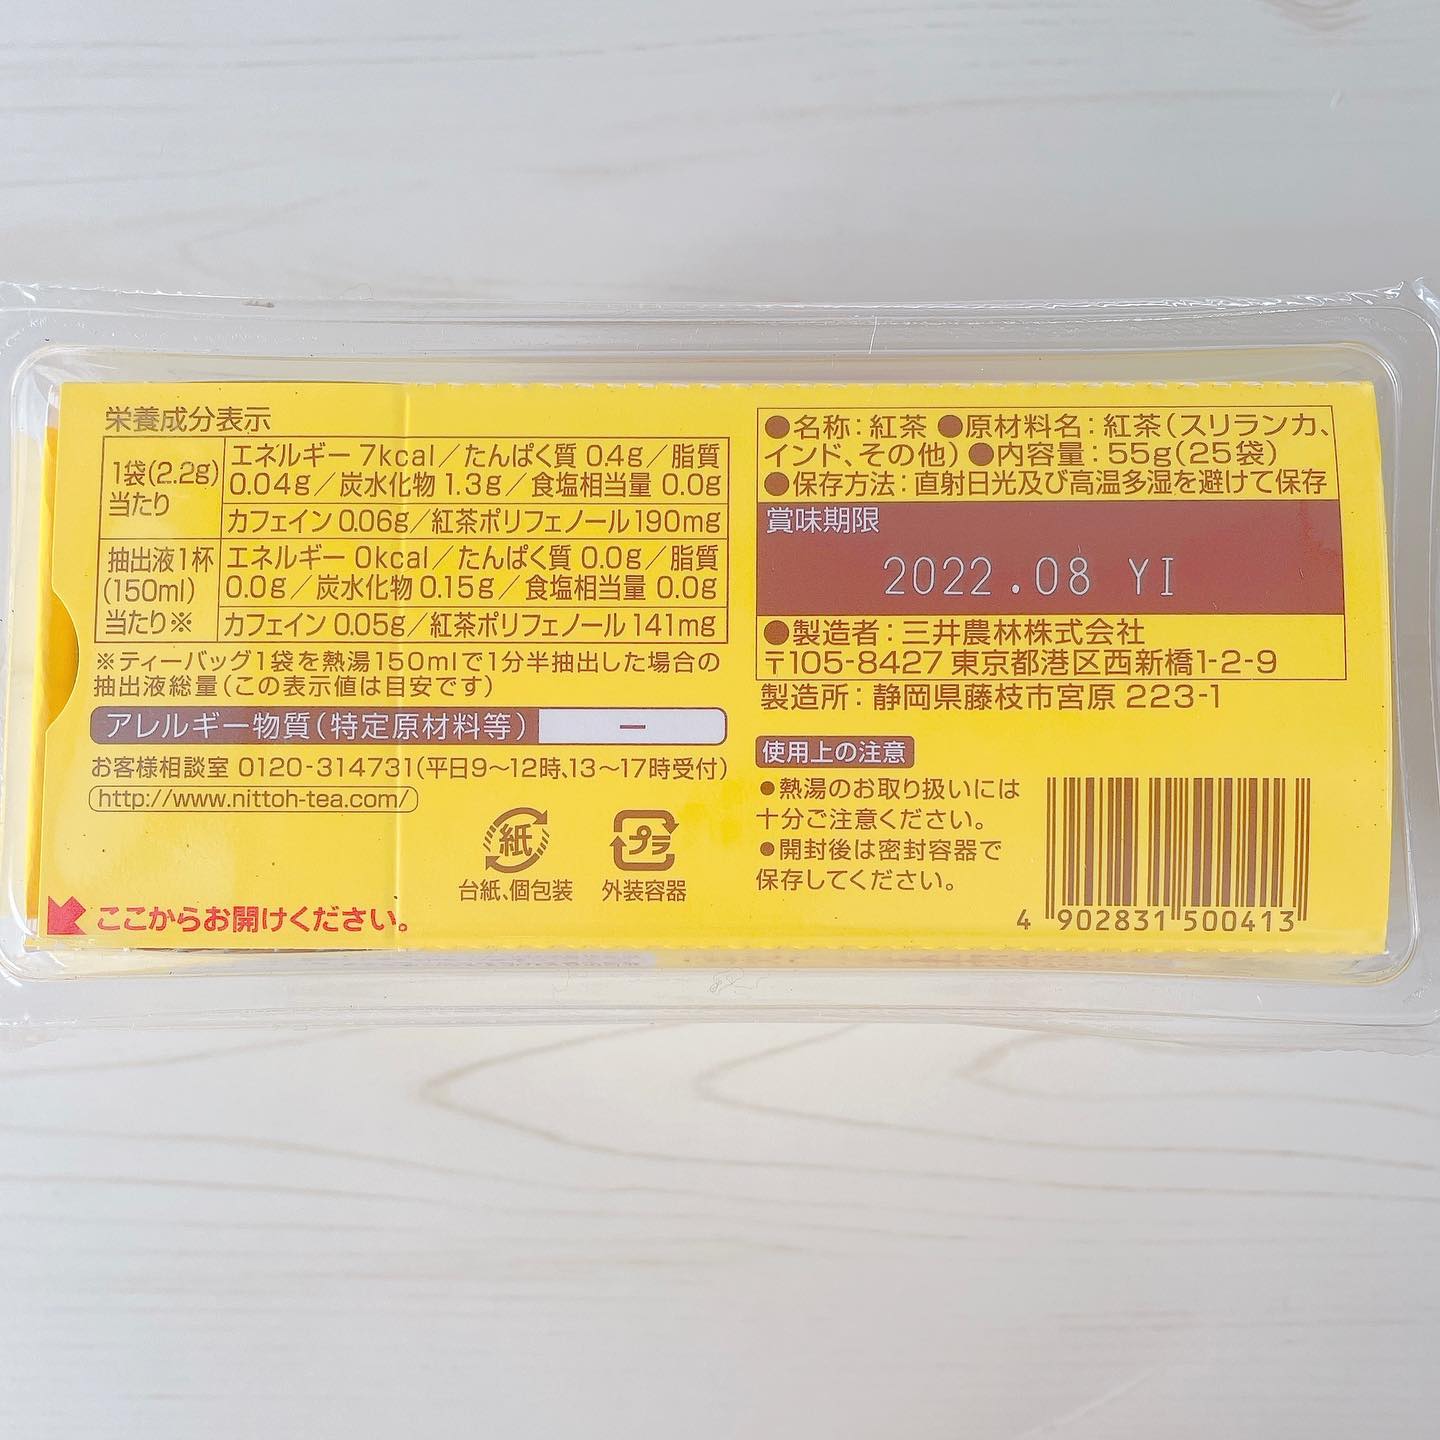 栄養成分表示
1袋(2.2g)
当たり
エネルギー 7kcal／たんぱく質 0.4g／脂質
0.04g／炭水化物 1.3g／食塩相当量 0.0g
カフェイン 0.06g／紅茶ポリフェノール 190mg
抽出液1杯
(150ml)
当たり※
エネルギー 0kcal／たんぱく質 0.0g／脂質
0.0g／炭水化物 0.15g／食塩相当量 0.0g
カフェイン 0.05g／紅茶ポリフェノール 141mg
※ティーバッグ1袋を熱湯150mlで1分半抽出した場合の
抽出液総量(この表示値は目安です)
アレルギー物質(特定原材料等) ー
お客様相談室 0120-314731(平日9〜12時、13〜17時受付)
http://www.nittoh-tea.com/
紙
台紙、個包装
プラ
外装容器
ここからお開けください。
●名称：紅茶 ●原材料名：紅茶(スリランカ、
インド、その他) ●内容量：55g(25袋)
●保存方法：直射日光及び高温多湿を避けて保存
賞味期限
2022.08 YI
●製造者：三井農林株式会社
〒105-8427 東京都港区西新橋1-2-9
製造所：静岡県藤枝市宮原 223-1
使用上の注意
●熱湯のお取り扱いには
十分ご注意ください。
●開封後は密封容器で
保存してください。
4 902831 500413